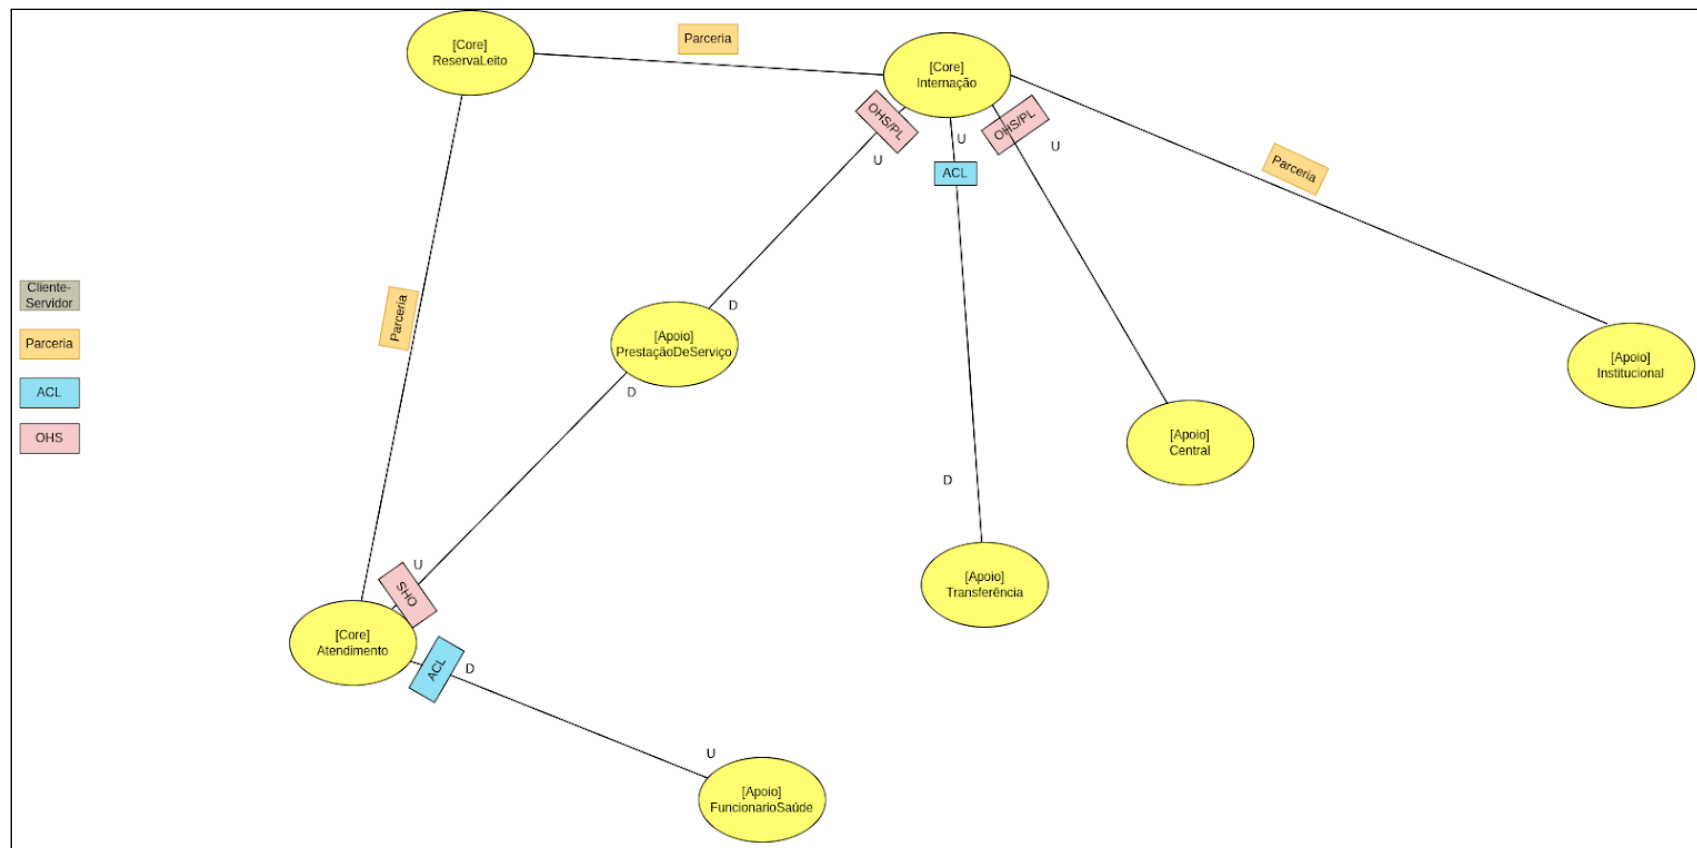 [Core]
ReservaLeito
Parceria
[Core]
Internação
OHS/PL
U
U
ACL
OHS/PL
U
Parceria
Cliente-
Servidor
Parceria
ACL
OHS
Parceria
D
[Apoio]
PrestaçãoDeServiço
D
[Apoio]
Institucional
[Apoio]
Central
D
[Apoio]
Transferência
U
OHS
[Core]
Atendimento
ACL
D
U
[Apoio]
FuncionarioSaúde